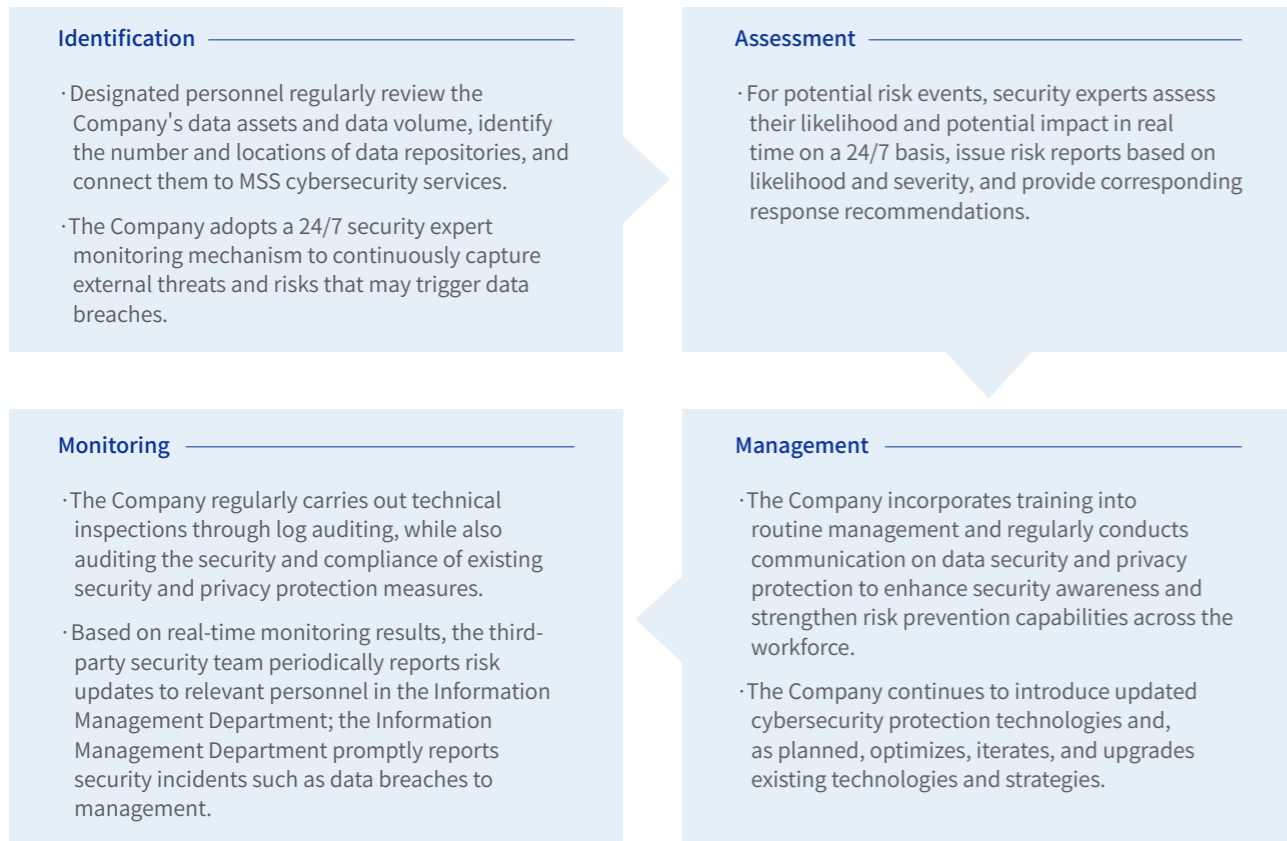 Identification
·Designated personnel regularly review the
Company's data assets and data volume, identify
the number and locations of data repositories, and
connect them to MSS cybersecurity services.
·The Company adopts a 24/7 security expert
monitoring mechanism to continuously capture
external threats and risks that may trigger data
breaches.
Assessment
·For potential risk events, security experts assess
their likelihood and potential impact in real
time on a 24/7 basis, issue risk reports based on
likelihood and severity, and provide corresponding
response recommendations.
Management
·The Company incorporates training into
routine management and regularly conducts
communication on data security and privacy
protection to enhance security awareness and
strengthen risk prevention capabilities across the
workforce.
·The Company continues to introduce updated
cybersecurity protection technologies and,
as planned, optimizes, iterates, and upgrades
existing technologies and strategies.
Monitoring
·The Company regularly carries out technical
inspections through log auditing, while also
auditing the security and compliance of existing
security and privacy protection measures.
·Based on real-time monitoring results, the third-
party security team periodically reports risk
updates to relevant personnel in the Information
Management Department; the Information
Management Department promptly reports
security incidents such as data breaches to
management.